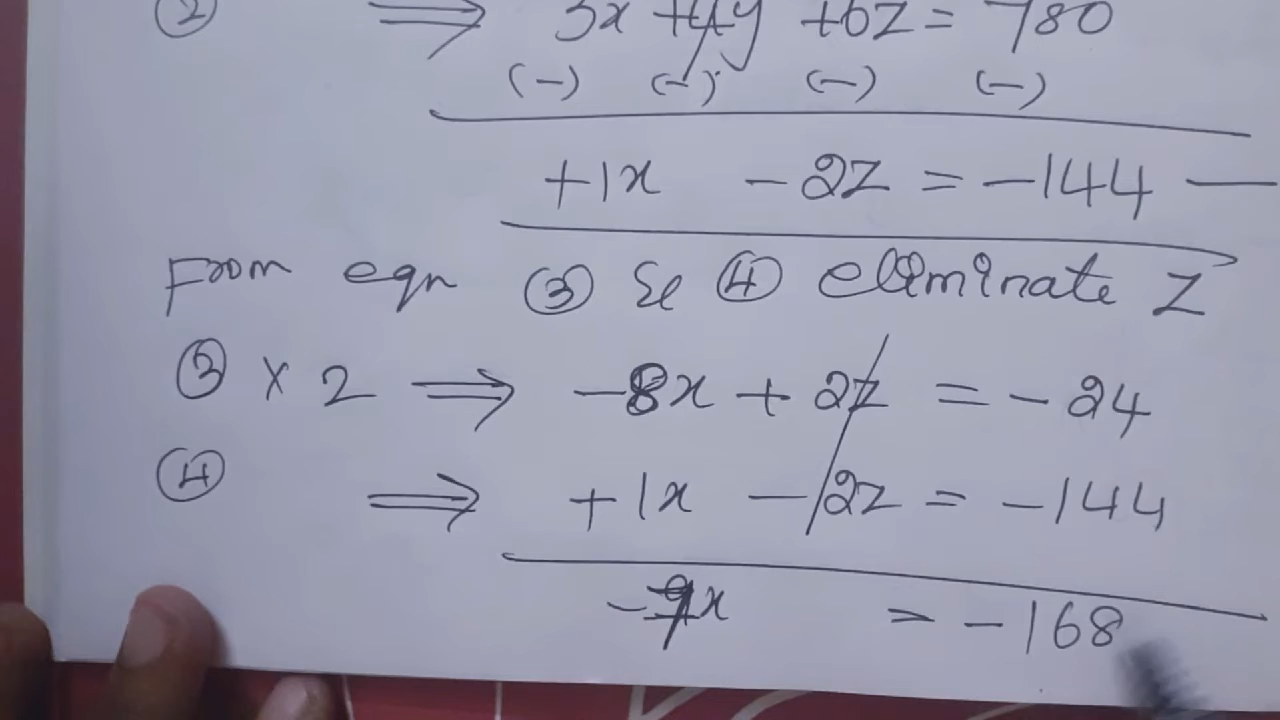 ② ⟹ 3x +4y +6z = 780
(-) (-) (-) (-)
+1x - 2z = -144 —
From eqn ③ & ④ eliminate z
③ x 2 ⟹ -8x + 2z = -24
④ ⟹ +1x - 2z = -144
-7x = -168